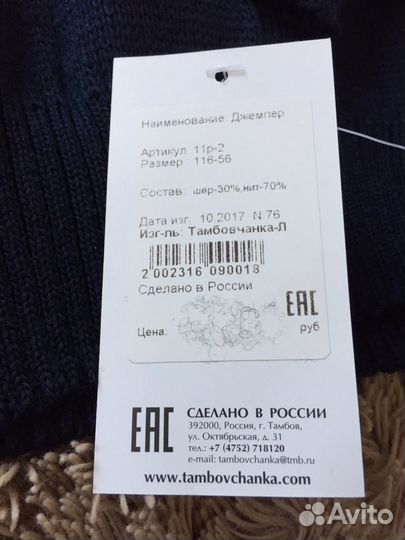 Наименование: Джемпер
Артикул 11р-2
Размер 116-56
Состав: шер-30%,нит-70%
Дата изг. 10.2017 N:76
Изг-ль: Тамбовчанка-Л
2 002316 090018
Сделано в России
EAC
Цена:
руб
EAC
СДЕЛАНО В РОССИИ
392000, Россия, г. Тамбов,
ул. Октябрьская, д. 31
тел.: +7 (4752) 718120
e-mail: tambovchanka@tmb.ru
www.tambovchanka.com
Avito